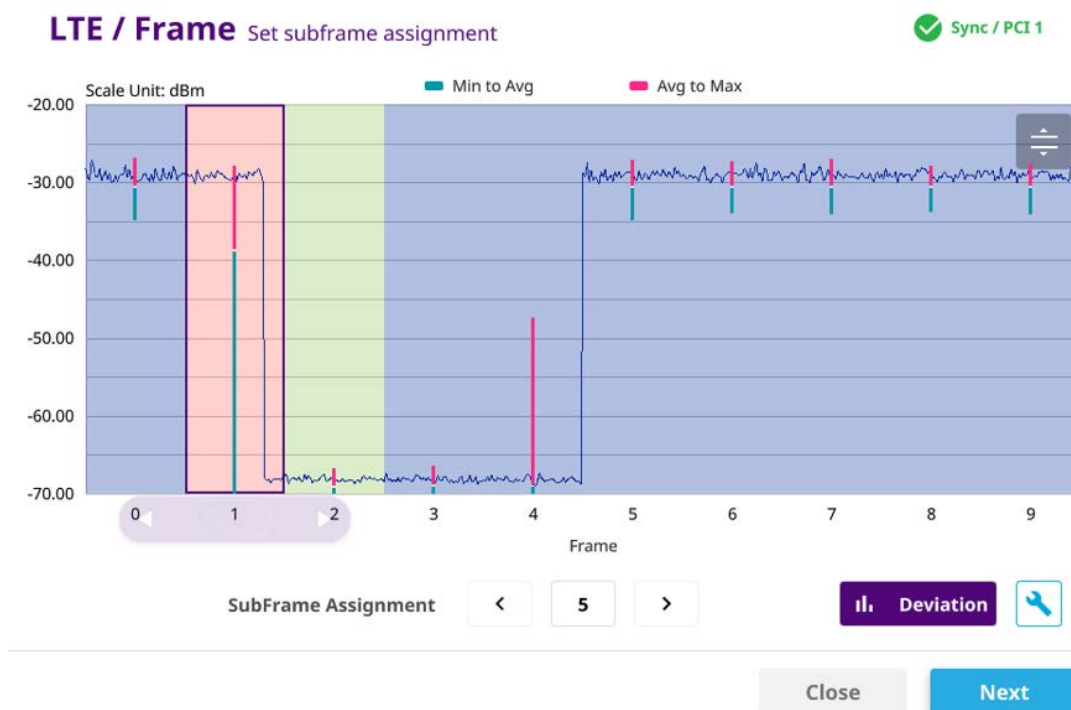 LTE / Frame Set subframe assignment
Sync / PCI 1
Scale Unit: dBm
Min to Avg
Avg to Max
-20.00
-30.00
-40.00
-50.00
-60.00
-70.00
0 1 2 3 4 5 6 7 8 9
Frame
SubFrame Assignment < 5 >
Deviation
Close
Next